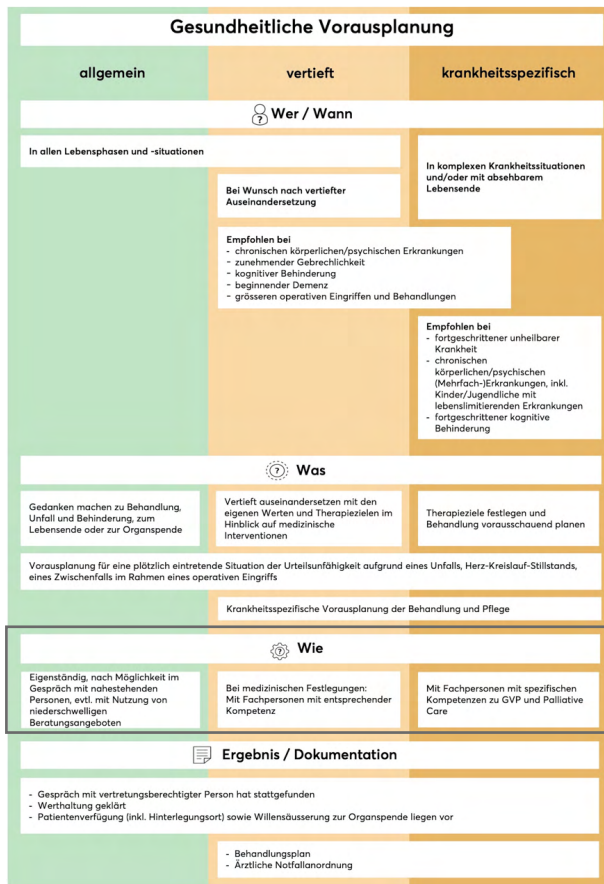 Gesundheitliche Vorausplanung
allgemein
vertieft
krankheitsspezifisch
Wer / Wann
In allen Lebensphasen und -situationen
In komplexen Krankheitssituationen
und/oder mit absehbarem
Lebensende
Bei Wunsch nach vertiefter
Auseinandersetzung
Empfohlen bei
- chronischen körperlichen/psychischen Erkrankungen
- zunehmender Gebrechlichkeit
- kognitiver Behinderung
- beginnender Demenz
- grösseren operativen Eingriffen und Behandlungen
Empfohlen bei
- fortgeschrittener unheilbarer
Krankheit
- chronischen
körperlichen/psychischen
(Mehrfach-)Erkrankungen, inkl.
Kinder/Jugendliche mit
lebenslimitierenden Erkrankungen
- fortgeschrittener kognitive
Behinderung
Was
Gedanken machen zu Behandlung,
Unfall und Behinderung, zum
Lebensende oder zur Organspende
Vertieft auseinandersetzen mit den
eigenen Werten und Therapiezielen im
Hinblick auf medizinische
Interventionen
Therapieziele festlegen und
Behandlung vorausschauend planen
Vorausplanung für eine plötzlich eintretende Situation der Urteilsunfähigkeit aufgrund eines Unfalls, Herz-Kreislauf-Stillstands,
eines Zwischenfalls im Rahmen eines operativen Eingriffs
Krankheitsspezifische Vorausplanung der Behandlung und Pflege
Wie
Eigenständig, nach Möglichkeit im
Gespräch mit nahestehenden
Personen, evtl. mit Nutzung von
niederschwelligen
Beratungsangeboten
Bei medizinischen Festlegungen:
Mit Fachpersonen mit entsprechender
Kompetenz
Mit Fachpersonen mit spezifischen
Kompetenzen zu GVP und Palliative
Care
Ergebnis / Dokumentation
- Gespräch mit vertretungsberechtigter Person hat stattgefunden
- Werthaltung geklärt
- Patientenverfügung (inkl. Hinterlegungsort) sowie Willensäusserung zur Organspende liegen vor
- Behandlungsplan
- Ärztliche Notfallanordnung